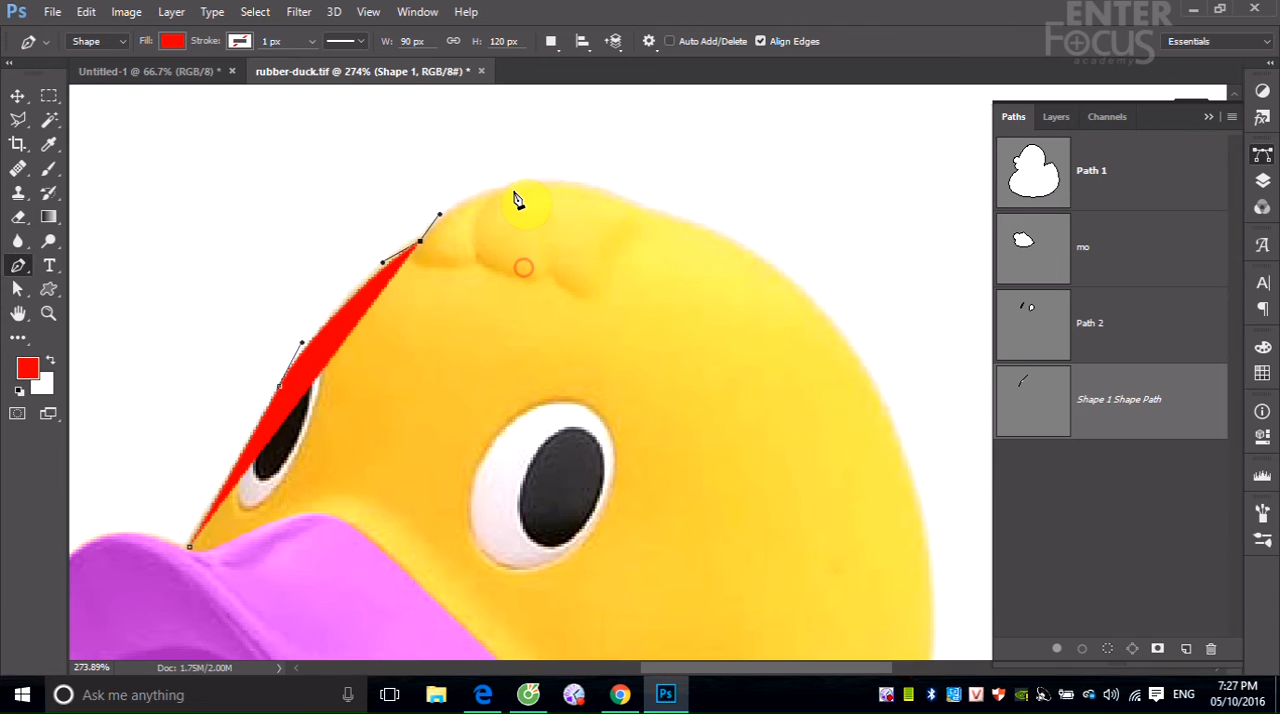 Ps File Edit Image Layer Type Select Filter 3D View Window Help
ENTER
FOCUS
academy
Shape Fill: Stroke: 1 px W: 90 px H: 120 px Auto Add/Delete Align Edges Essentials
Untitled-1 @ 66.7% (RGB/8) * × rubber-duck.tif @ 274% (Shape 1, RGB/8#) * ×
Paths Layers Channels
Path 1
mo
Path 2
Shape 1 Shape Path
273.89% Doc: 1.75M/2.00M
Ask me anything
Ps
ENG
7:27 PM
05/10/2016